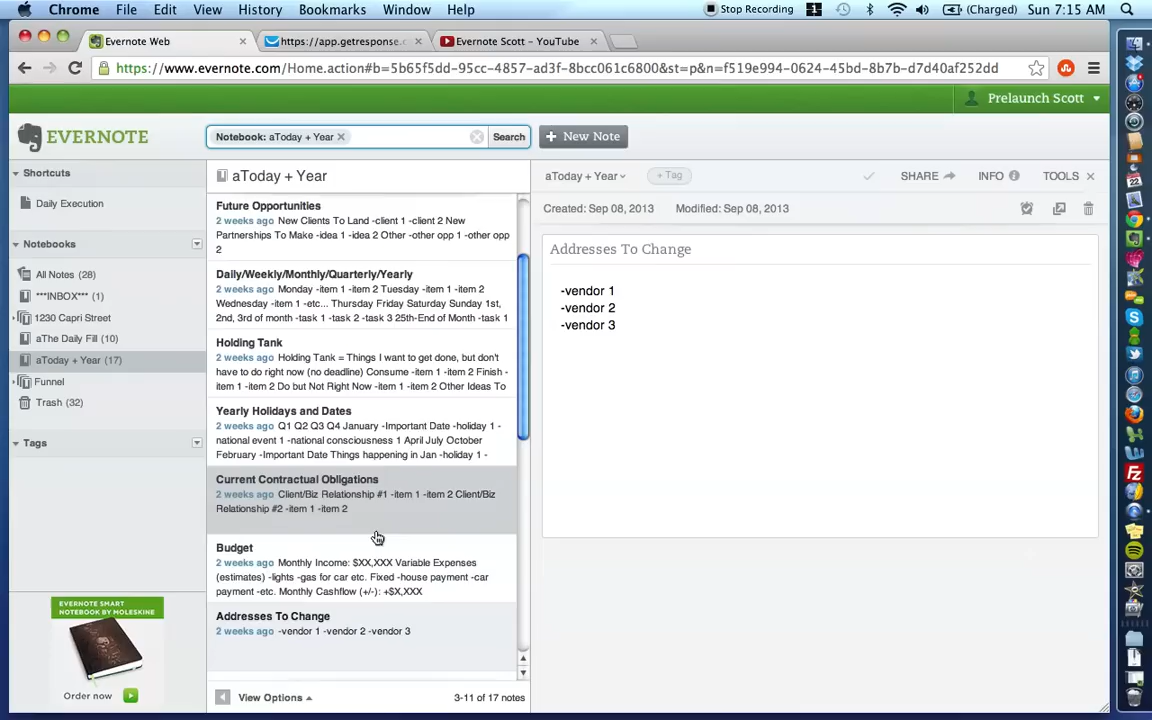 Chrome File Edit View History Bookmarks Window Help Stop Recording 1 (Charged) Sun 7:15 AM
Evernote Web https://app.getresponse.c Evernote Scott – YouTube
https://www.evernote.com/Home.action#b=5b65f5dd-95cc-4857-ad3f-8bcc061c6800&st=p&n=f519e994-0624-45bd-8b7b-d7d40af252dd
Prelaunch Scott
EVERNOTE
Notebook: aToday + Year Search + New Note
Shortcuts
Daily Execution
Notebooks
All Notes (28)
***INBOX*** (1)
1230 Capri Street
aThe Daily Fill (10)
aToday + Year (17)
Funnel
Trash (32)
Tags
EVERNOTE SMART
NOTEBOOK BY MOLESKINE
Order now
aToday + Year
Future Opportunities
2 weeks ago New Clients To Land -client 1 -client 2 New
Partnerships To Make -idea 1 -idea 2 Other -other opp 1 -other opp
2
Daily/Weekly/Monthly/Quarterly/Yearly
2 weeks ago Monday -item 1 -item 2 Tuesday -item 1 -item 2
Wednesday -item 1 -etc... Thursday Friday Saturday Sunday 1st,
2nd, 3rd of month -task 1 -task 2 -task 3 25th-End of Month -task 1
Holding Tank
2 weeks ago Holding Tank = Things I want to get done, but don't
have to do right now (no deadline) Consume -item 1 -item 2 Finish -
item 1 -item 2 Do but Not Right Now -item 1 -item 2 Other Ideas To
Yearly Holidays and Dates
2 weeks ago Q1 Q2 Q3 Q4 January -Important Date -holiday 1 -
national event 1 -national consciousness 1 April July October
February -Important Date Things happening in Jan -holiday 1 -
Current Contractual Obligations
2 weeks ago Client/Biz Relationship #1 -item 1 -item 2 Client/Biz
Relationship #2 -item 1 -item 2
Budget
2 weeks ago Monthly Income: $XX,XXX Variable Expenses
(estimates) -lights -gas for car etc. Fixed -house payment -car
payment -etc. Monthly Cashflow (+/-): +$X,XXX
Addresses To Change
2 weeks ago -vendor 1 -vendor 2 -vendor 3
View Options 3-11 of 17 notes
aToday + Year + Tag SHARE INFO TOOLS
Created: Sep 08, 2013 Modified: Sep 08, 2013
Addresses To Change
-vendor 1
-vendor 2
-vendor 3